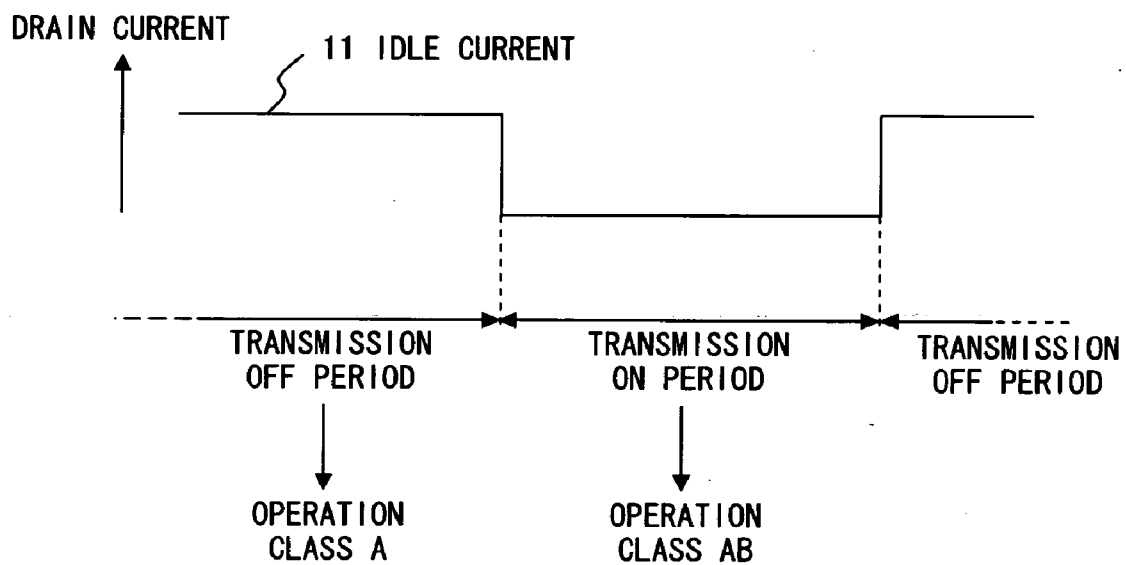 DRAIN CURRENT
11 IDLE CURRENT
TRANSMISSION
OFF PERIOD
TRANSMISSION
ON PERIOD
TRANSMISSION
OFF PERIOD
OPERATION
CLASS A
OPERATION
CLASS AB